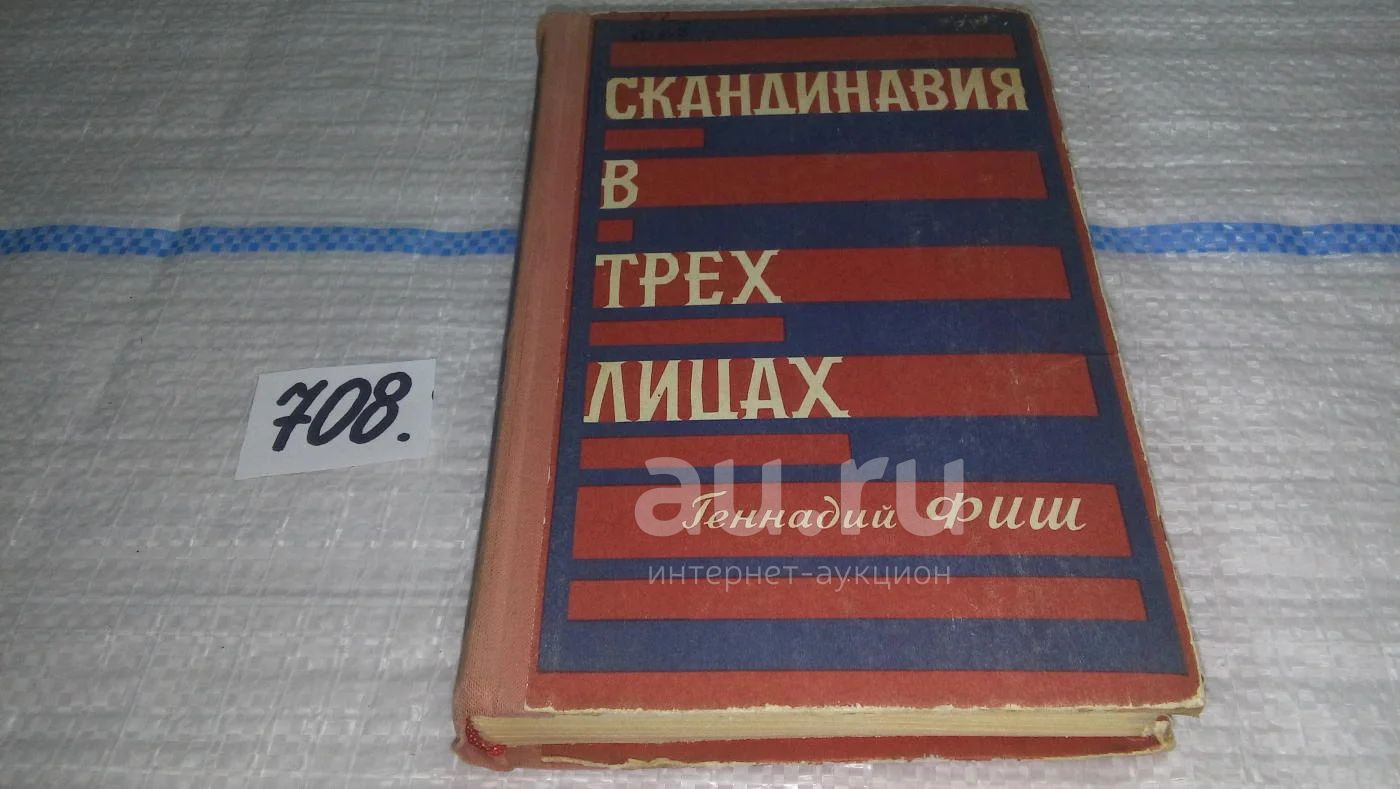 СКАНДИНАВИЯ
В
ТРЕХ
ЛИЦАХ
Геннадий ФИШ
au.ru
интернет-аукцион
708.